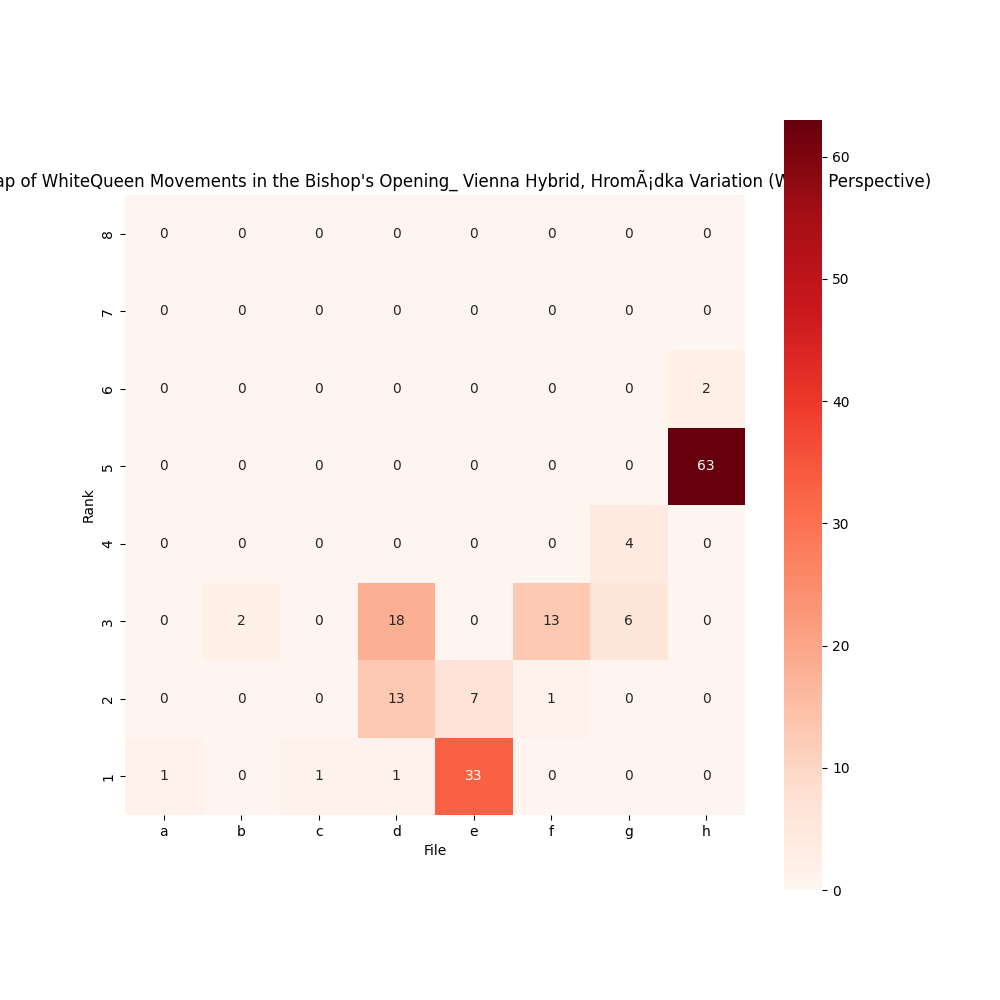 ap of WhiteQueen Movements in the Bishop's Opening_ Vienna Hybrid, HromÃ¡dka Variation (W Perspective)
8 0 0 0 0 0 0 0 0
7 0 0 0 0 0 0 0 0
6 0 0 0 0 0 0 0 2
5 0 0 0 0 0 0 0 63
Rank
4 0 0 0 0 0 0 4 0
3 0 2 0 18 0 13 6 0
2 0 0 0 13 7 1 0 0
1 1 0 1 1 33 0 0 0
a b c d e f g h
File
60
50
40
30
20
10
0